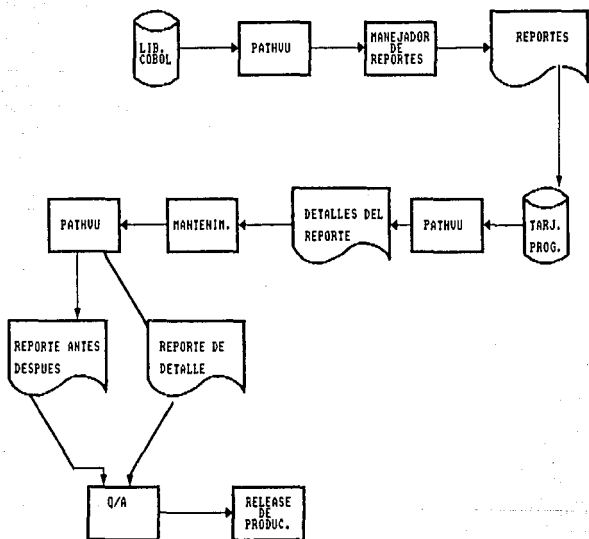 LIB.
COBOL
PATHVU
MANEJADOR
DE
REPORTES
REPORTES
PATHVU
MANTENIM.
DETALLES DEL
REPORTE
PATHVU
TARJ.
PROG.
REPORTE ANTES
DESPUES
REPORTE DE
DETALLE
Q/A
RELEASE
DE
PRODUC.